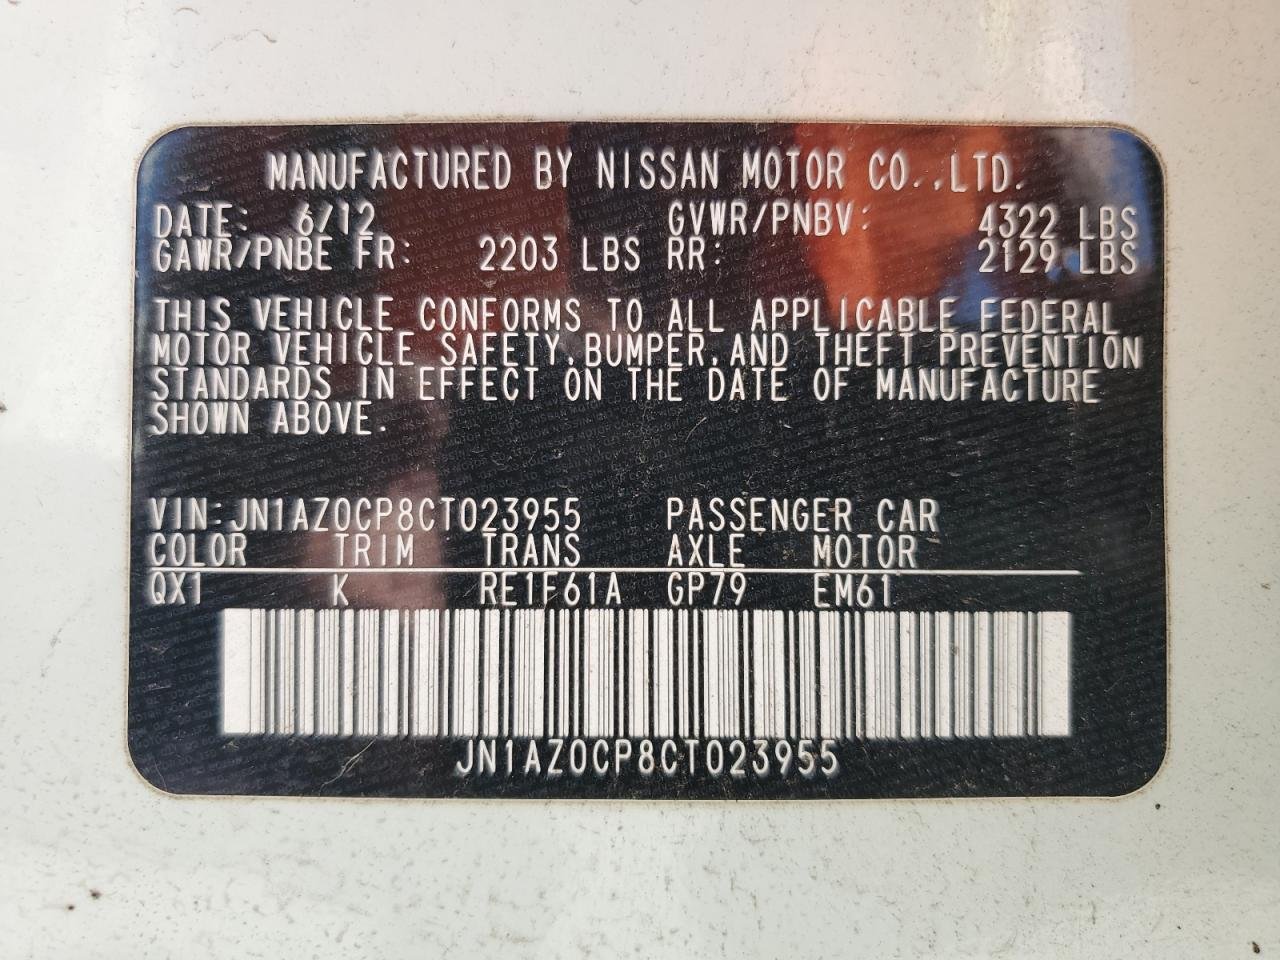 MANUFACTURED BY NISSAN MOTOR CO.,LTD.
DATE: 6/12 GVWR/PNBV: 4322 LBS
GAWR/PNBE FR: 2203 LBS RR: 2129 LBS
THIS VEHICLE CONFORMS TO ALL APPLICABLE FEDERAL
MOTOR VEHICLE SAFETY,BUMPER,AND THEFT PREVENTION
STANDARDS IN EFFECT ON THE DATE OF MANUFACTURE
SHOWN ABOVE.
VIN:JN1AZ0CP8CT023955 PASSENGER CAR
COLOR TRIM TRANS AXLE MOTOR
QX1 K RE1F61A GP79 EM61
JN1AZ0CP8CT023955